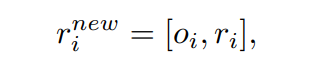 $r_i^{new} = [o_i, r_i],$